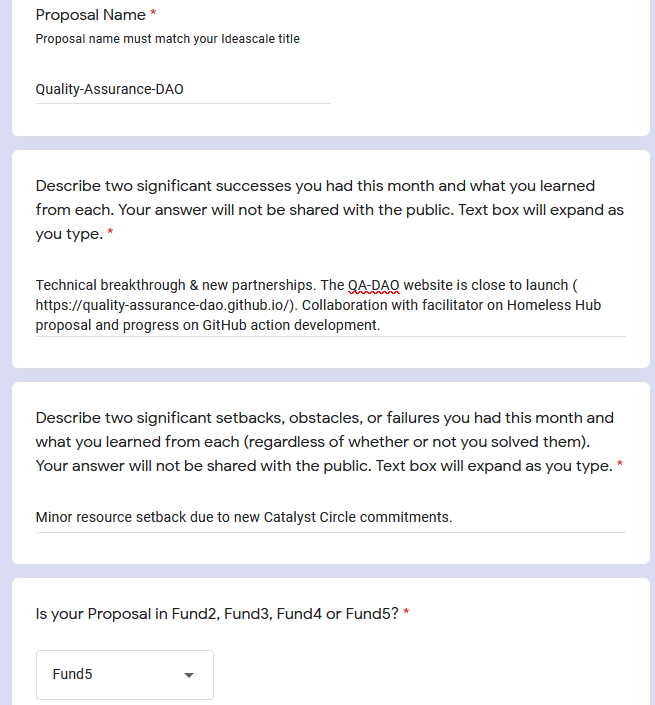 Proposal Name *
Proposal name must match your Ideascale title
Quality-Assurance-DAO
Describe two significant successes you had this month and what you learned
from each. Your answer will not be shared with the public. Text box will expand as
you type. *
Technical breakthrough & new partnerships. The QA-DAO website is close to launch (
https://quality-assurance-dao.github.io/). Collaboration with facilitator on Homeless Hub
proposal and progress on GitHub action development.
Describe two significant setbacks, obstacles, or failures you had this month and
what you learned from each (regardless of whether or not you solved them).
Your answer will not be shared with the public. Text box will expand as you type. *
Minor resource setback due to new Catalyst Circle commitments.
Is your Proposal in Fund2, Fund3, Fund4 or Fund5? *
Fund5